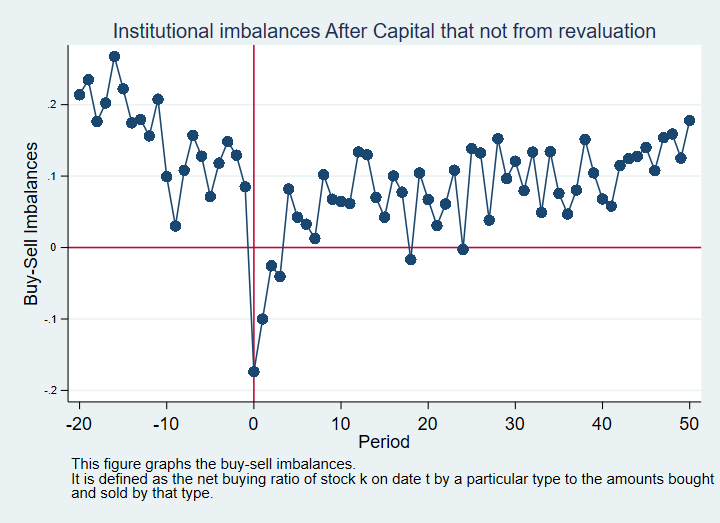 Institutional imbalances After Capital that not from revaluation
Buy-Sell Imbalances
.2
.1
0
-.1
-.2
-20 -10 0 10 20 30 40 50
Period
This figure graphs the buy-sell imbalances.
It is defined as the net buying ratio of stock k on date t by a particular type to the amounts bought
and sold by that type.